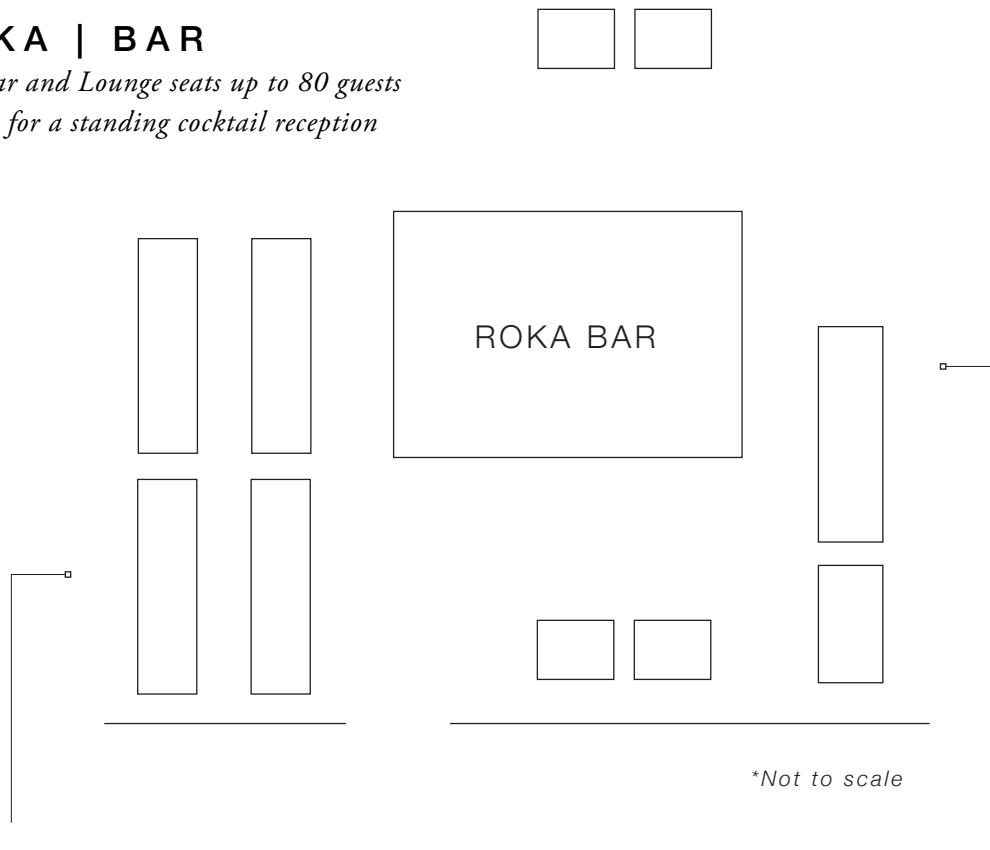 KA | BAR
ar and Lounge seats up to 80 guests
for a standing cocktail reception
ROKA BAR
*Not to scale